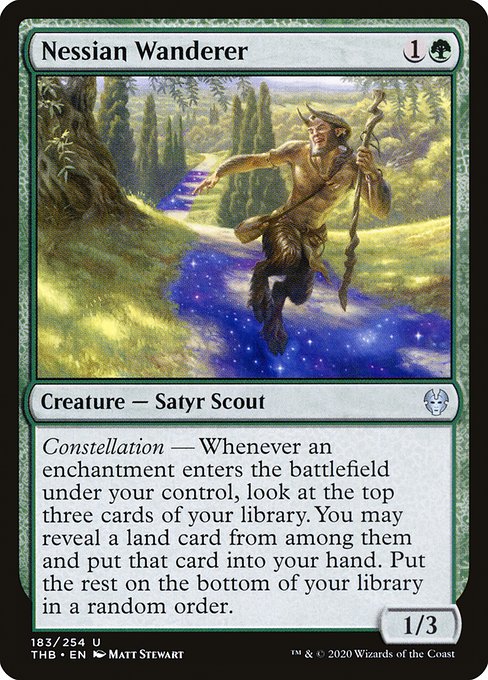 Nessian Wanderer 1
Creature — Satyr Scout
Constellation — Whenever an
enchantment enters the battlefield
under your control, look at the top
three cards of your library. You may
reveal a land card from among them
and put that card into your hand. Put
the rest on the bottom of your library
in a random order.
1/3
183/254 U
THB • EN Matt Stewart
™ & © 2020 Wizards of the Coast